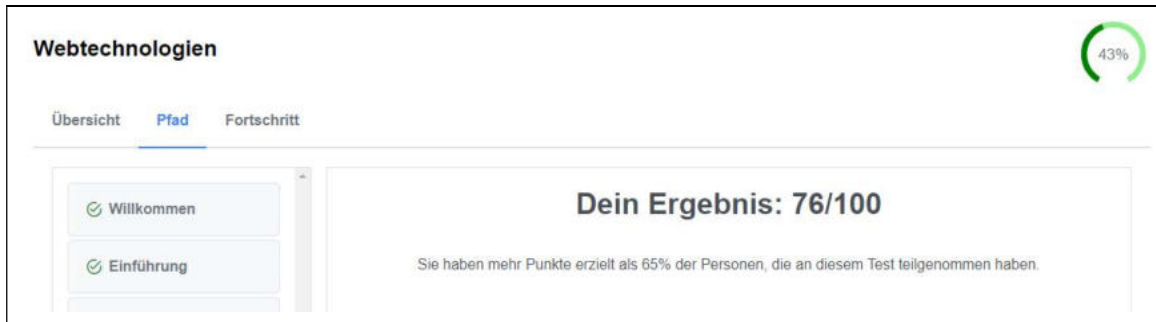 Webtechnologien
43%
Übersicht Pfad Fortschritt
Willkommen
Einführung
Dein Ergebnis: 76/100
Sie haben mehr Punkte erzielt als 65% der Personen, die an diesem Test teilgenommen haben.